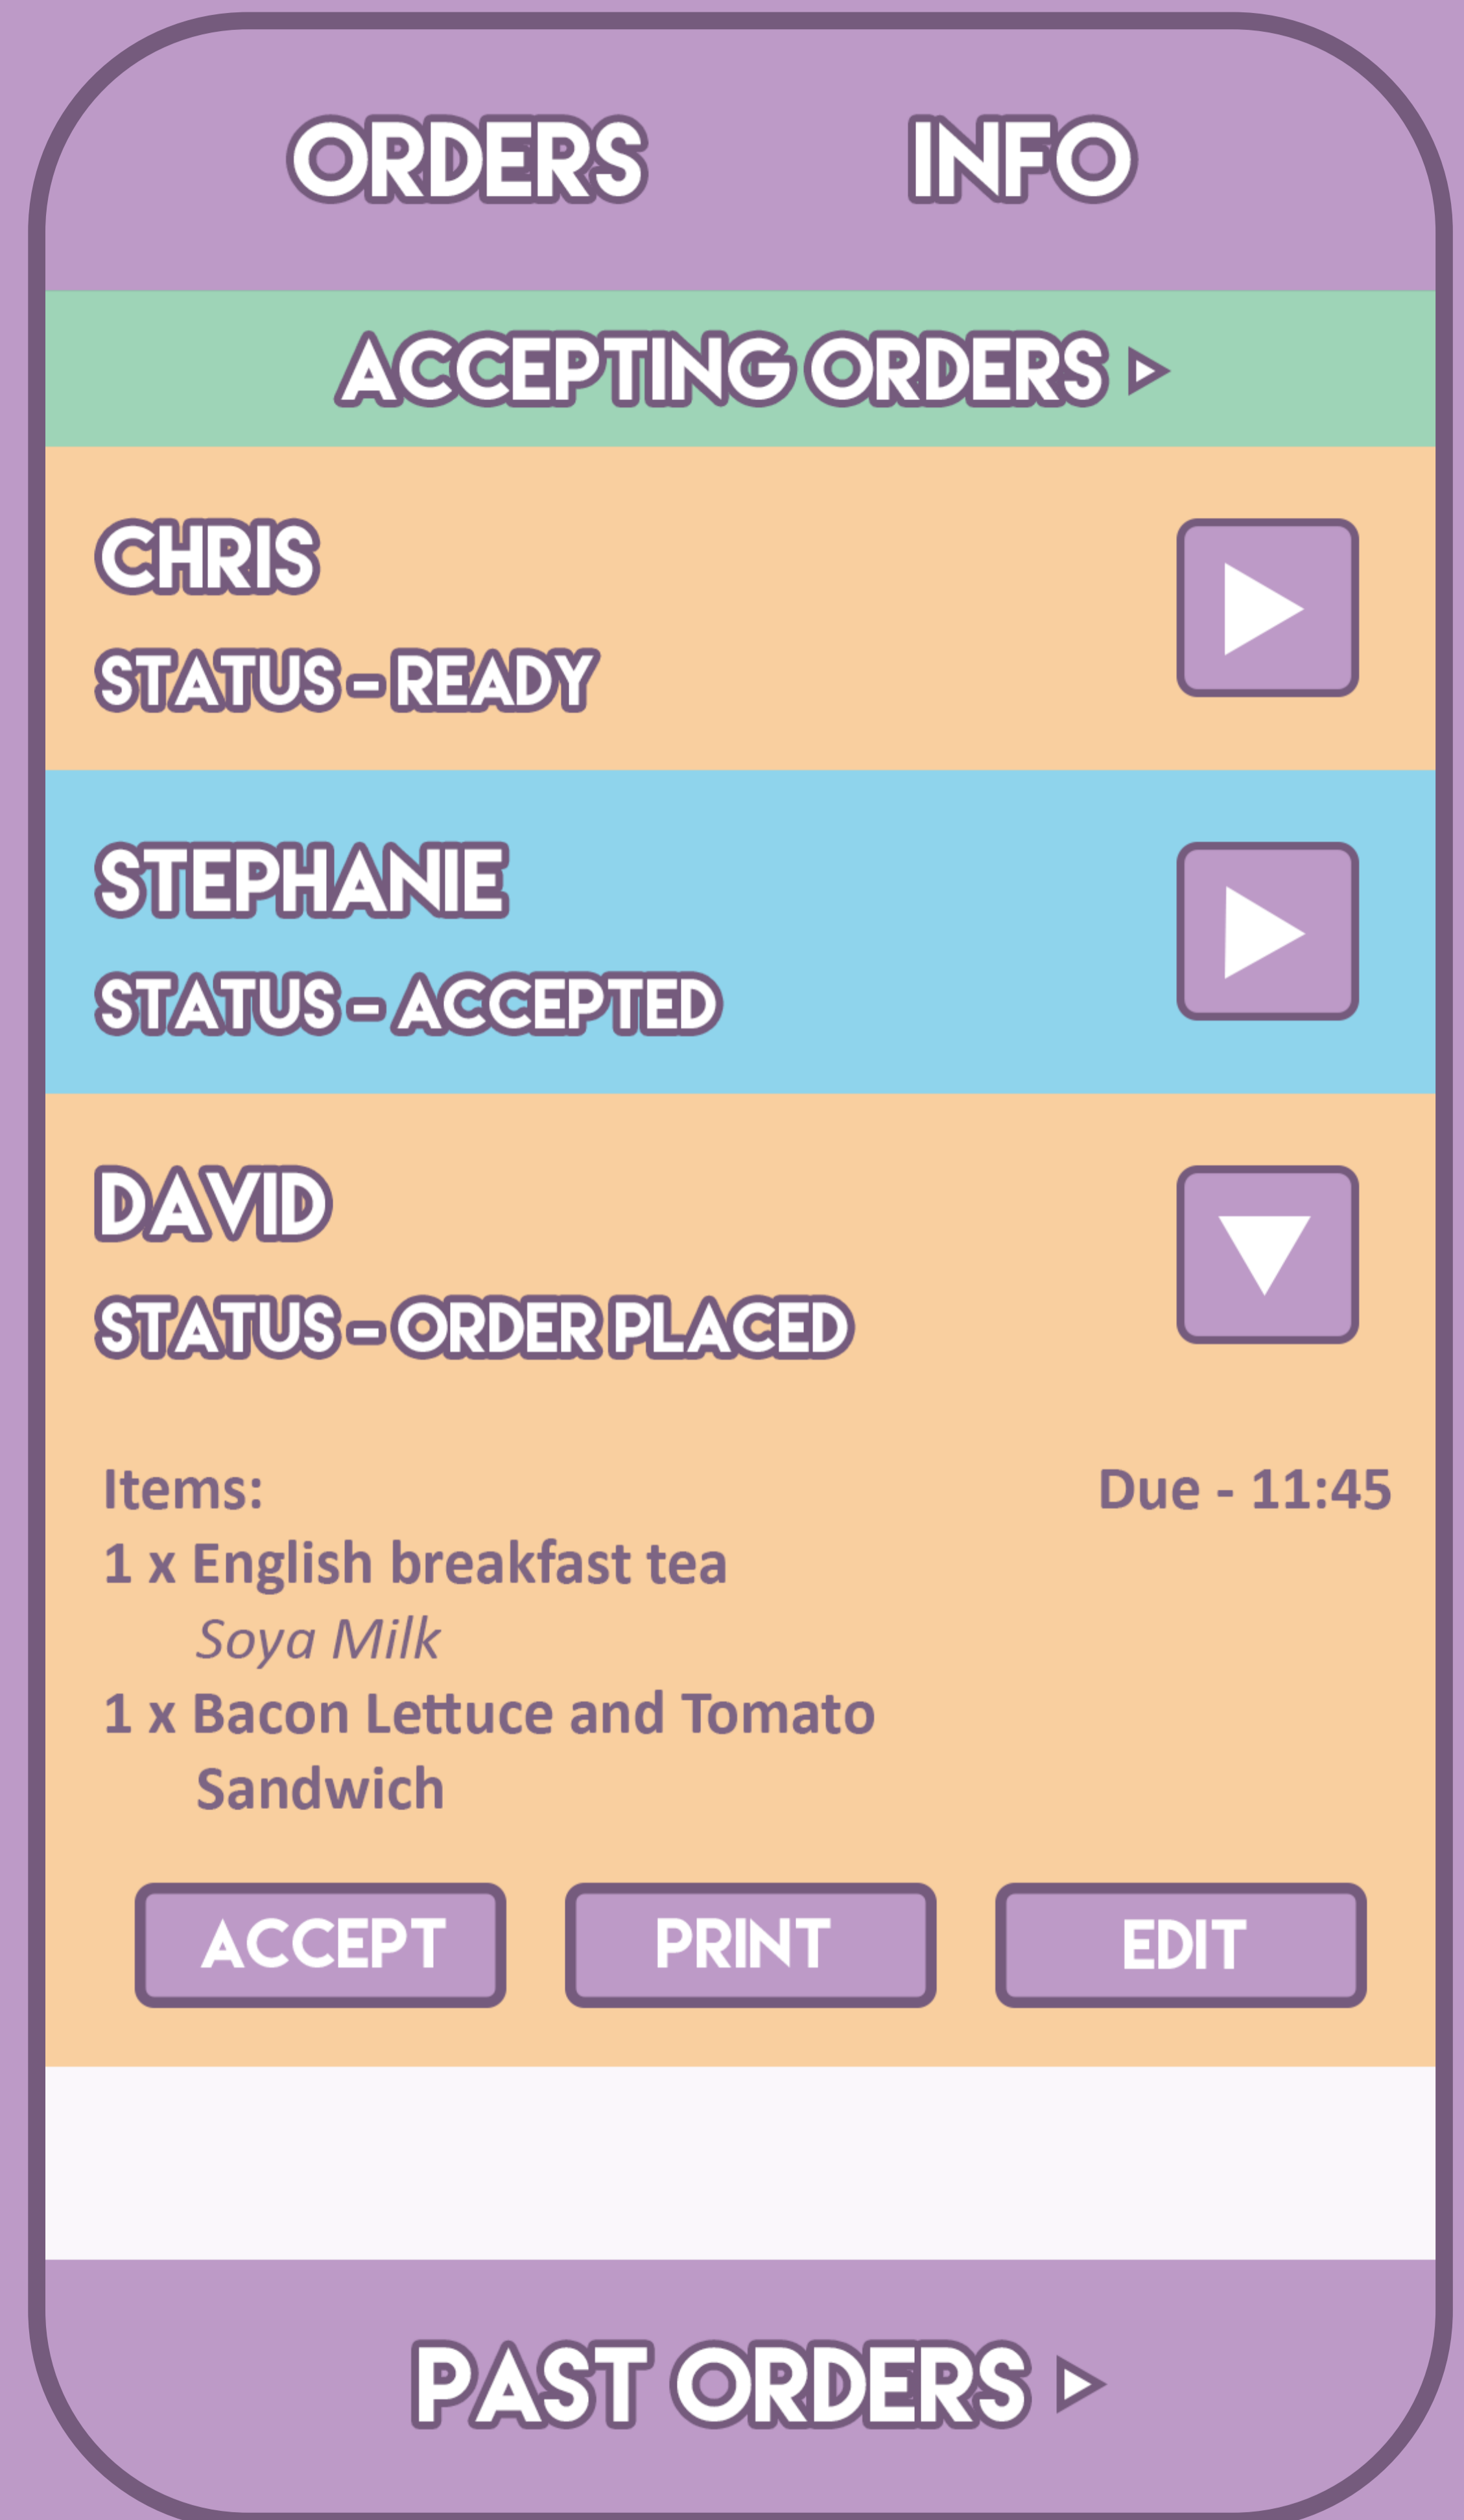 ORDERS INFO
ACCEPTING ORDERS
CHRIS
STATUS - READY
STEPHANIE
STATUS - ACCEPTED
DAVID
STATUS - ORDER PLACED
Items: Due - 11:45
1 x English breakfast tea
Soya Milk
1 x Bacon Lettuce and Tomato
Sandwich
ACCEPT PRINT EDIT
PAST ORDERS